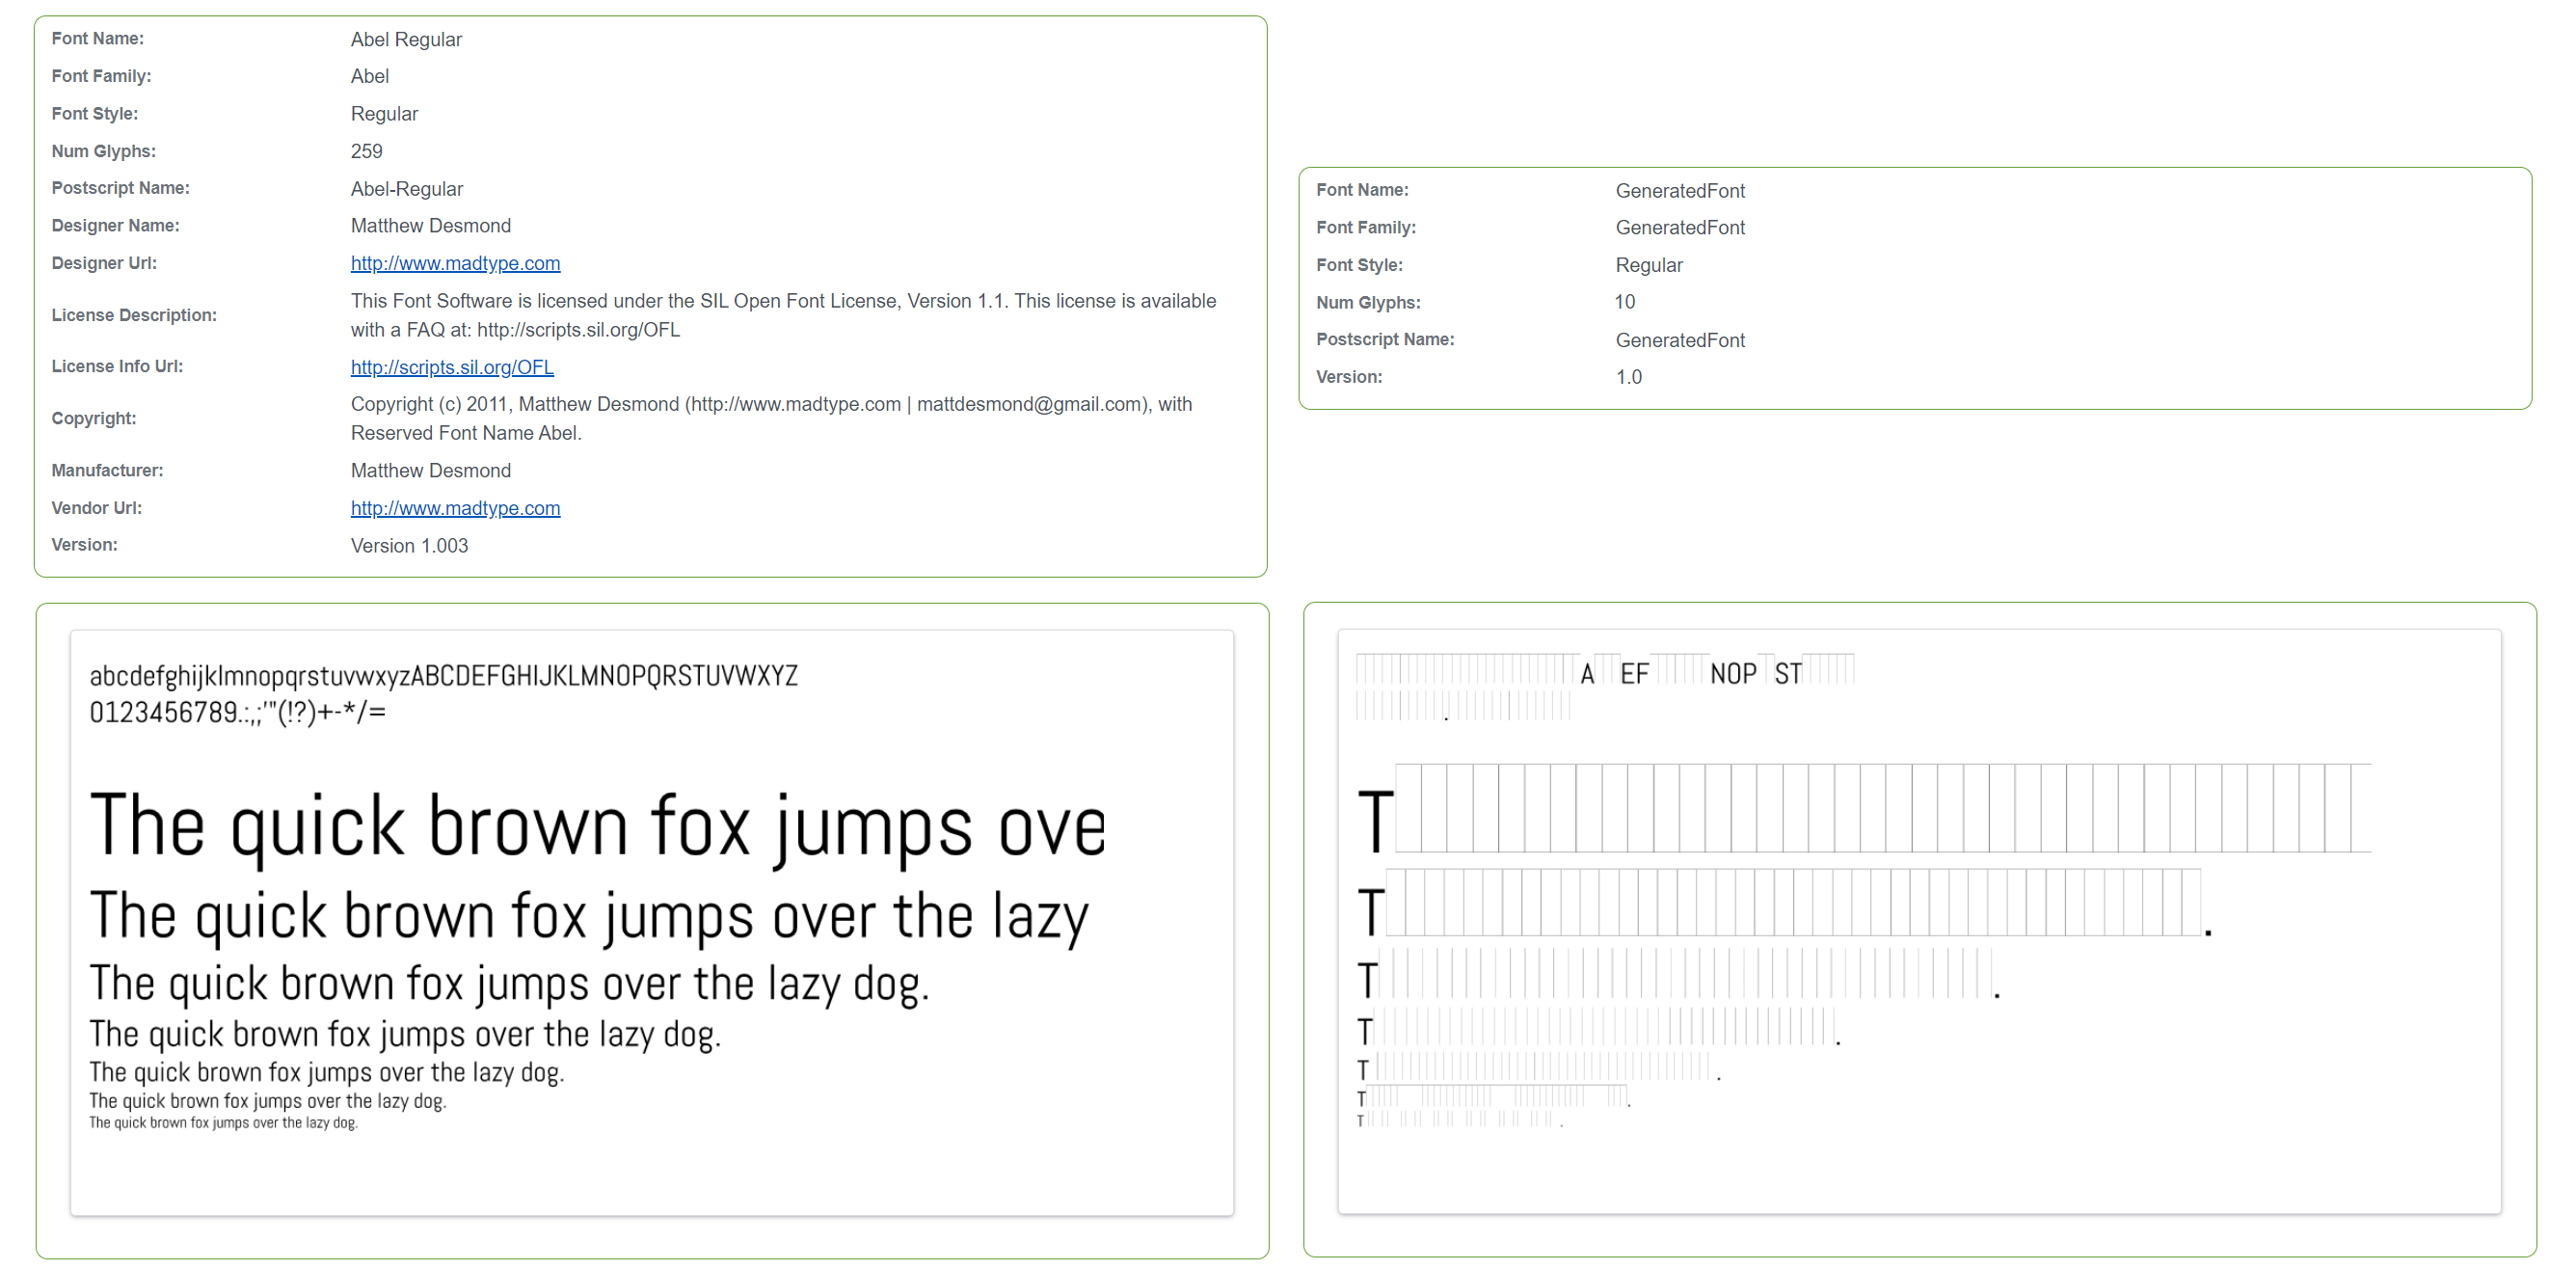 Font Name: Abel Regular
Font Family: Abel
Font Style: Regular
Num Glyphs: 259
Postscript Name: Abel-Regular
Designer Name: Matthew Desmond
Designer Url: http://www.madtype.com
License Description: This Font Software is licensed under the SIL Open Font License, Version 1.1. This license is available
with a FAQ at: http://scripts.sil.org/OFL
License Info Url: http://scripts.sil.org/OFL
Copyright: Copyright (c) 2011, Matthew Desmond (http://www.madtype.com | mattdesmond@gmail.com), with
Reserved Font Name Abel.
Manufacturer: Matthew Desmond
Vendor Url: http://www.madtype.com
Version: Version 1.003
Font Name: GeneratedFont
Font Family: GeneratedFont
Font Style: Regular
Num Glyphs: 10
Postscript Name: GeneratedFont
Version: 1.0
abcdefghijklmnopqrstuvwxyzABCDEFGHIJKLMNOPQRSTUVWXYZ
0123456789.:,;'"(!?)+-*/=
The quick brown fox jumps ove
The quick brown fox jumps over the lazy
The quick brown fox jumps over the lazy dog.
The quick brown fox jumps over the lazy dog.
The quick brown fox jumps over the lazy dog.
The quick brown fox jumps over the lazy dog.
The quick brown fox jumps over the lazy dog.
A EF NOP ST
.
T
T .
T .
T .
T .
T .
T .